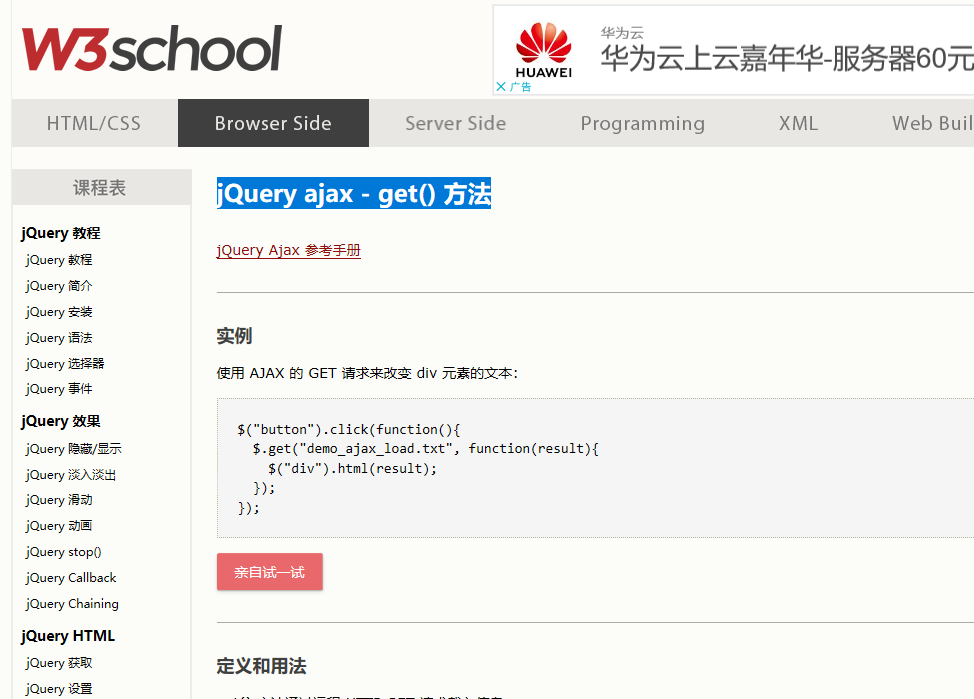 W3school
华为云
华为云上云嘉年华-服务器60元
HUAWEI
广告
HTML/CSS Browser Side Server Side Programming XML Web Buil
课程表
jQuery 教程
jQuery 教程
jQuery 简介
jQuery 安装
jQuery 语法
jQuery 选择器
jQuery 事件
jQuery 效果
jQuery 隐藏/显示
jQuery 淡入淡出
jQuery 滑动
jQuery 动画
jQuery stop()
jQuery Callback
jQuery Chaining
jQuery HTML
jQuery 获取
jQuery 设置
jQuery ajax - get() 方法
jQuery Ajax 参考手册
实例
使用 AJAX 的 GET 请求来改变 div 元素的文本：
$("button").click(function(){
  $.get("demo_ajax_load.txt", function(result){
    $("div").html(result);
  });
});
亲自试一试
定义和用法